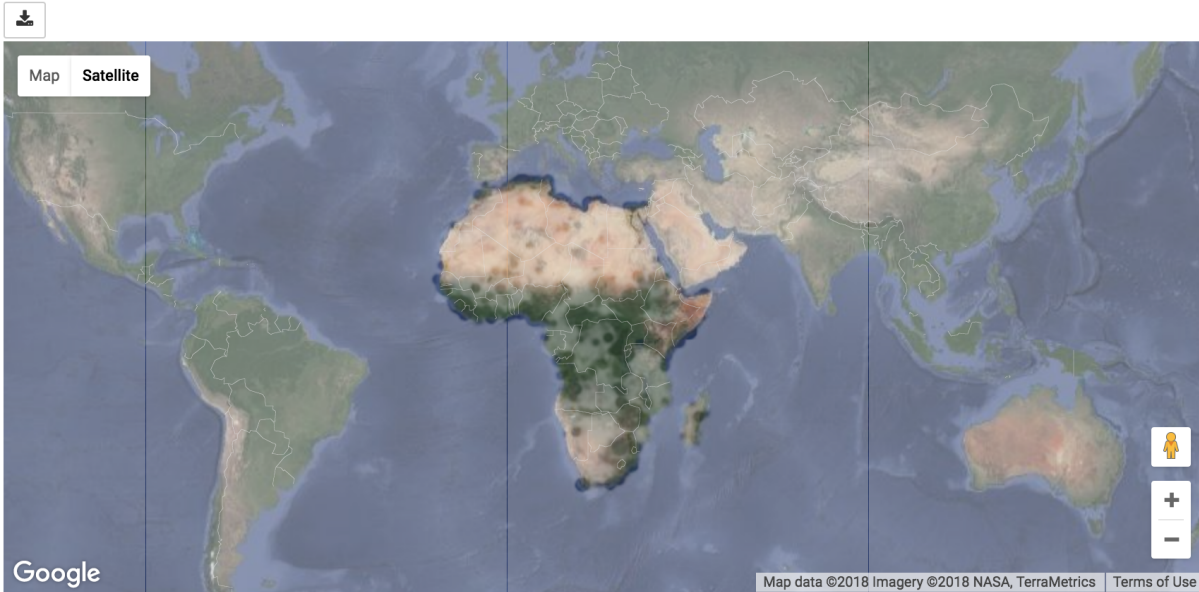 Map Satellite
Google
Map data ©2018 Imagery ©2018 NASA, TerraMetrics Terms of Use